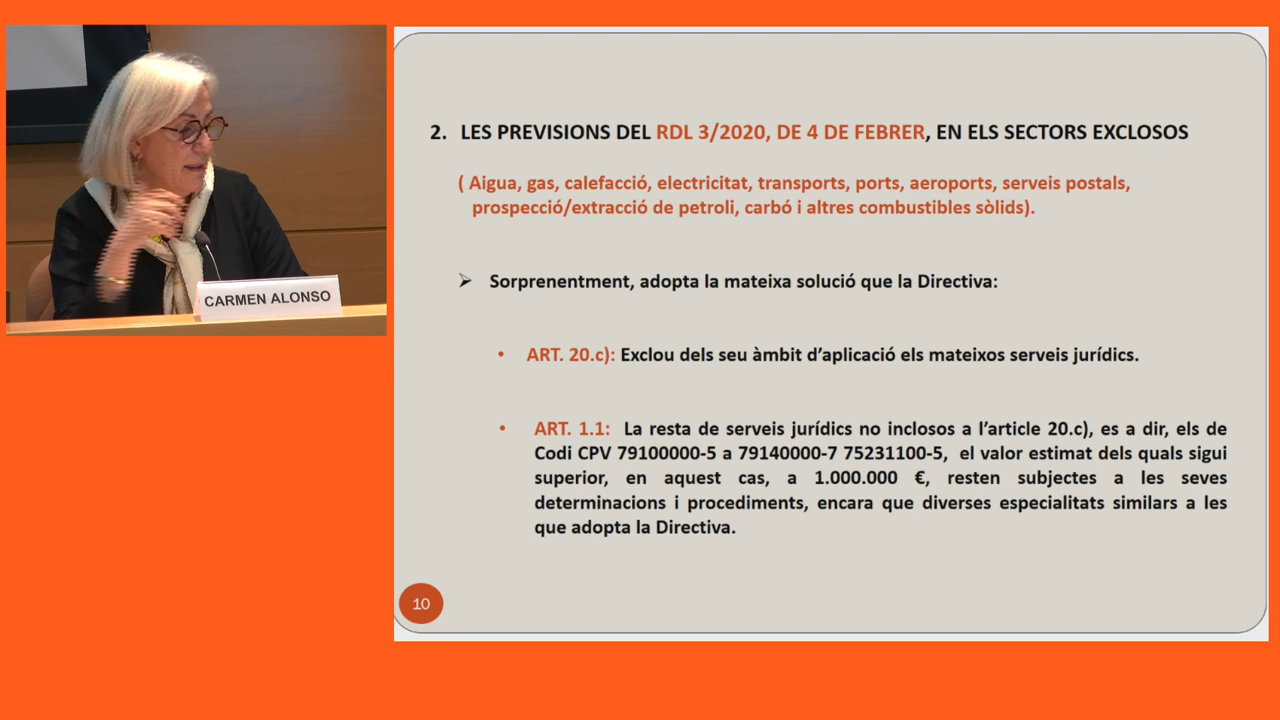 CARMEN ALONSO
2. LES PREVISIONS DEL RDL 3/2020, DE 4 DE FEBRER, EN ELS SECTORS EXCLOSOS
( Aigua, gas, calefacció, electricitat, transports, ports, aeroports, serveis postals,
prospecció/extracció de petroli, carbó i altres combustibles sòlids).
➢ Sorprenentment, adopta la mateixa solució que la Directiva:
• ART. 20.c): Exclou dels seu àmbit d’aplicació els mateixos serveis jurídics.
• ART. 1.1: La resta de serveis jurídics no inclosos a l’article 20.c), es a dir, els de
Codi CPV 79100000-5 a 79140000-7 75231100-5, el valor estimat dels quals sigui
superior, en aquest cas, a 1.000.000 €, resten subjectes a les seves
determinacions i procediments, encara que diverses especialitats similars a les
que adopta la Directiva.
10